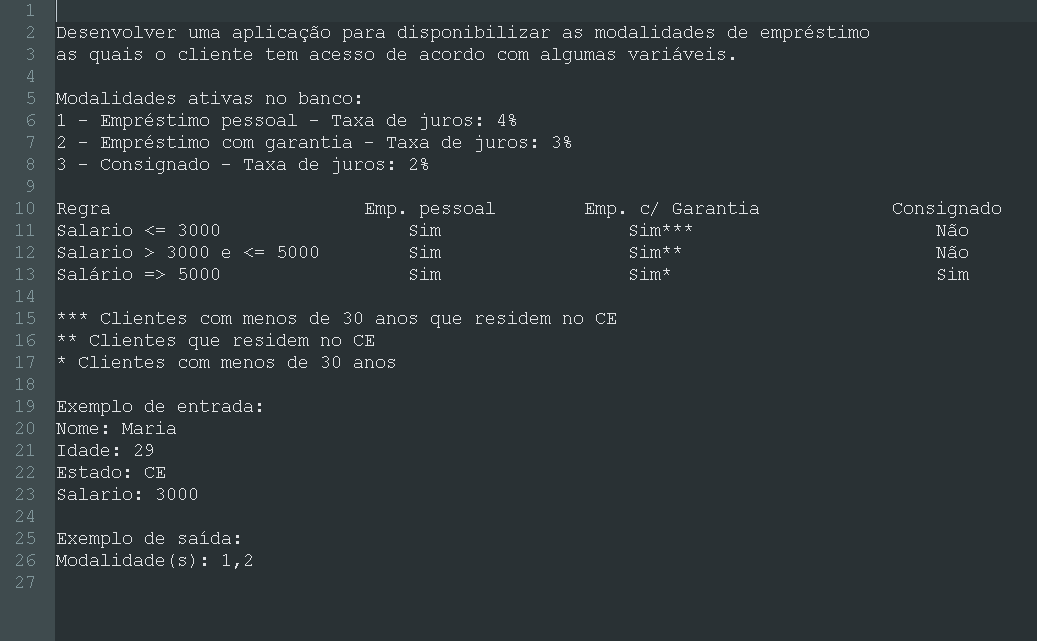 1
2 Desenvolver uma aplicação para disponibilizar as modalidades de empréstimo
3 as quais o cliente tem acesso de acordo com algumas variáveis.
4
5 Modalidades ativas no banco:
6 1 - Empréstimo pessoal - Taxa de juros: 4%
7 2 - Empréstimo com garantia - Taxa de juros: 3%
8 3 - Consignado - Taxa de juros: 2%
9
10 Regra Emp. pessoal Emp. c/ Garantia Consignado
11 Salario <= 3000 Sim Sim*** Não
12 Salario > 3000 e <= 5000 Sim Sim** Não
13 Salário => 5000 Sim Sim* Sim
14
15 *** Clientes com menos de 30 anos que residem no CE
16 ** Clientes que residem no CE
17 * Clientes com menos de 30 anos
18
19 Exemplo de entrada:
20 Nome: Maria
21 Idade: 29
22 Estado: CE
23 Salario: 3000
24
25 Exemplo de saída:
26 Modalidade(s): 1,2
27